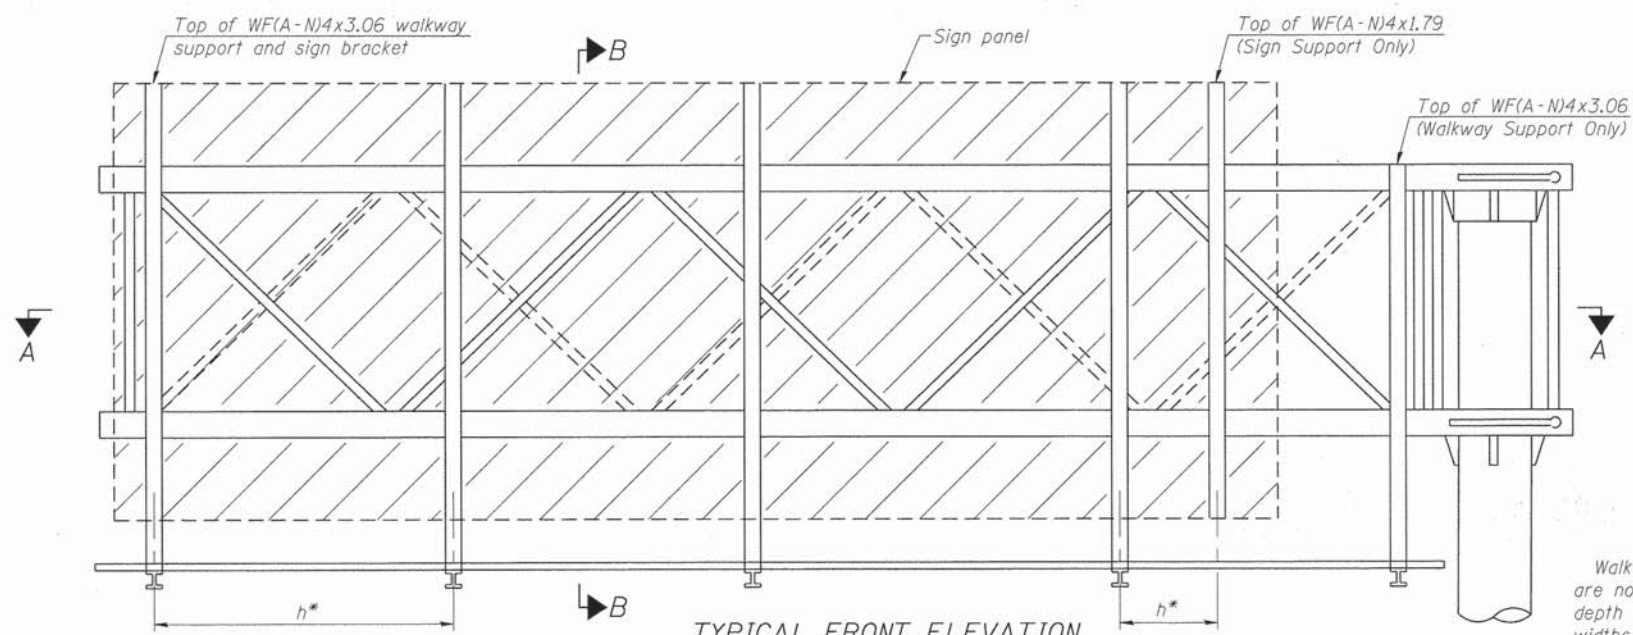 Top of WF(A-N)4x3.06 walkway
support and sign bracket
B
Sign panel
Top of WF(A-N)4x1.79
(Sign Support Only)
Top of WF(A-N)4x3.06
(Walkway Support Only)
A
A
h*
B
h*
TYPICAL FRONT ELEVATION
Walk
are no
depth